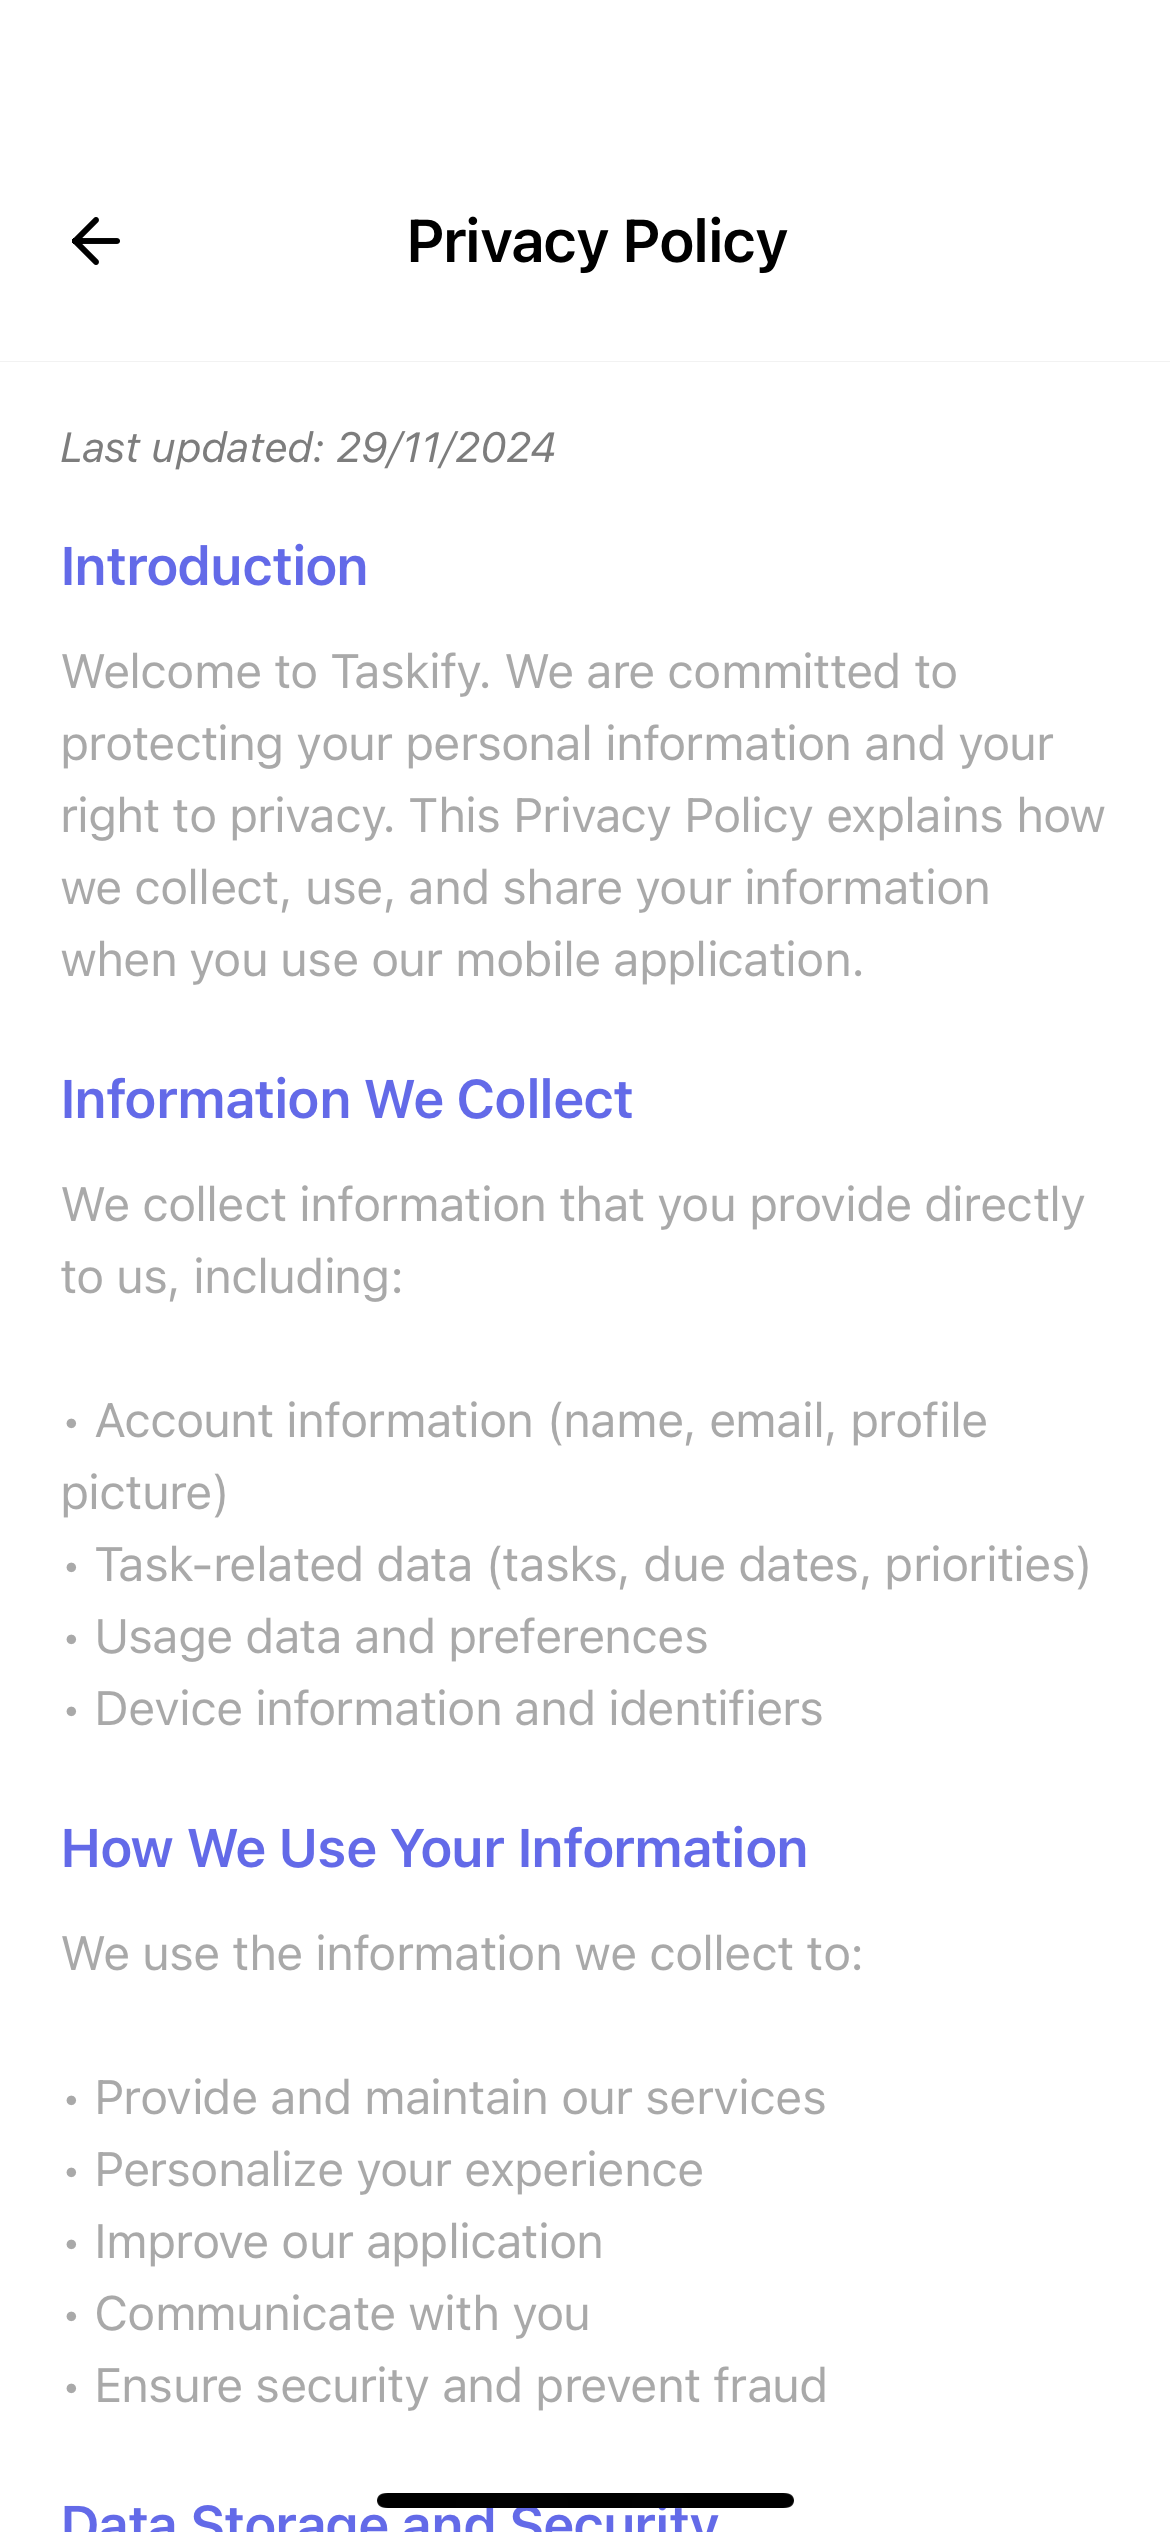 Privacy Policy
Last updated: 29/11/2024
Introduction
Welcome to Taskify. We are committed to
protecting your personal information and your
right to privacy. This Privacy Policy explains how
we collect, use, and share your information
when you use our mobile application.
Information We Collect
We collect information that you provide directly
to us, including:
• Account information (name, email, profile
picture)
• Task-related data (tasks, due dates, priorities)
• Usage data and preferences
• Device information and identifiers
How We Use Your Information
We use the information we collect to:
• Provide and maintain our services
• Personalize your experience
• Improve our application
• Communicate with you
• Ensure security and prevent fraud
Data Storage and Security